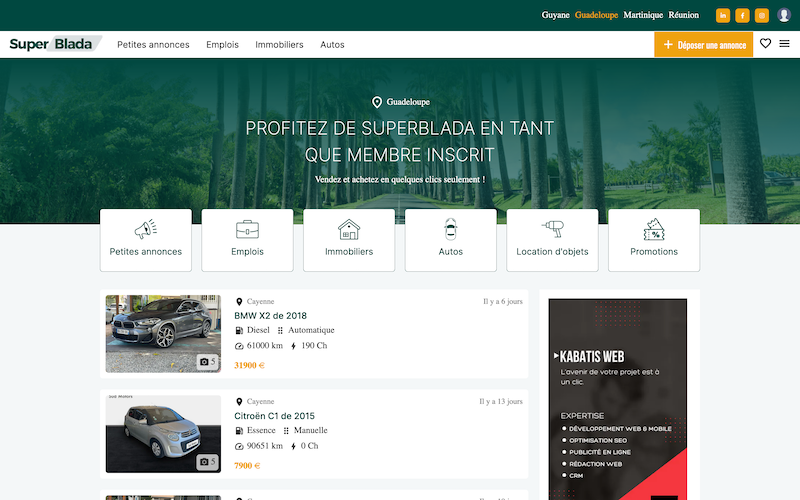 Guyane Guadeloupe Martinique Réunion
Super Blada Petites annonces Emplois Immobiliers Autos Déposer une annonce
Guadeloupe
PROFITEZ DE SUPERBLADA EN TANT
QUE MEMBRE INSCRIT
Vendez et achetez en quelques clics seulement !
Petites annonces Emplois Immobiliers Autos Location d'objets Promotions
Cayenne Il y a 6 jours
BMW X2 de 2018
Diesel Automatique
61000 km 190 Ch
31900 €
5
Cayenne Il y a 13 jours
Citroën C1 de 2015
Essence Manuelle
90651 km 0 Ch
7900 €
5
KABATIS WEB
L'avenir de votre projet est à
un clic.
EXPERTISE
DÉVELOPPEMENT WEB & MOBILE
OPTIMISATION SEO
PUBLICITÉ EN LIGNE
RÉDACTION WEB
CRM